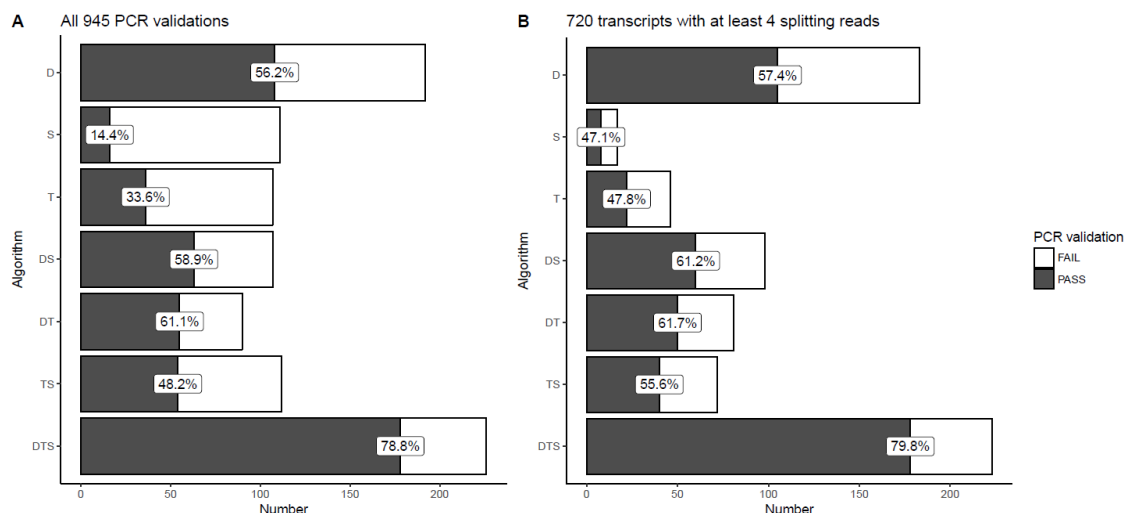 A All 945 PCR validations
D
56.2%
S
14.4%
T
33.6%
DS
58.9%
DT
61.1%
TS
48.2%
DTS
78.8%
Algorithm
0 50 100 150 200
Number
B 720 transcripts with at least 4 splitting reads
D
57.4%
S
47.1%
T
47.8%
DS
61.2%
DT
61.7%
TS
55.6%
DTS
79.8%
Algorithm
0 50 100 150 200
Number
PCR validation
FAIL
PASS